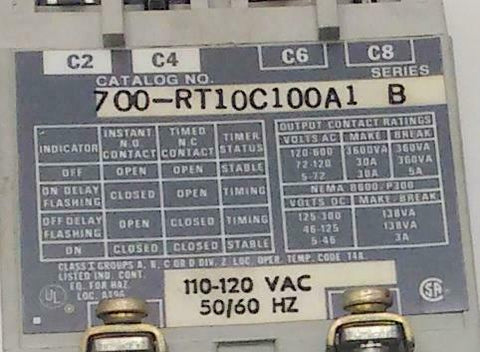 C2 C4 C6 C8
CATALOG NO. SERIES
700-RT10C100A1 B
INDICATOR INSTANT N.O. CONTACT TIMED N.C. CONTACT TIMER STATUS
OFF OPEN OPEN STABLE
ON DELAY FLASHING CLOSED OPEN TIMING
OFF DELAY FLASHING OPEN CLOSED TIMING
ON CLOSED CLOSED STABLE
OUTPUT CONTACT RATINGS
VOLTS AC MAKE BREAK
120-600 3600VA 360VA
72-120 30A 360VA
5-72 30A 5A
NEMA B600/P300
VOLTS DC MAKE/BREAK
125-300 138VA
46-125 138VA
5-46 3A
CLASS I GROUPS A, B, C OR D DIV. 2 LOC. OPER. TEMP. CODE T4A
LISTED IND. CONT.
EQ. FOR HAZ.
LOC. A196
UL
110-120 VAC
50/60 HZ
SA